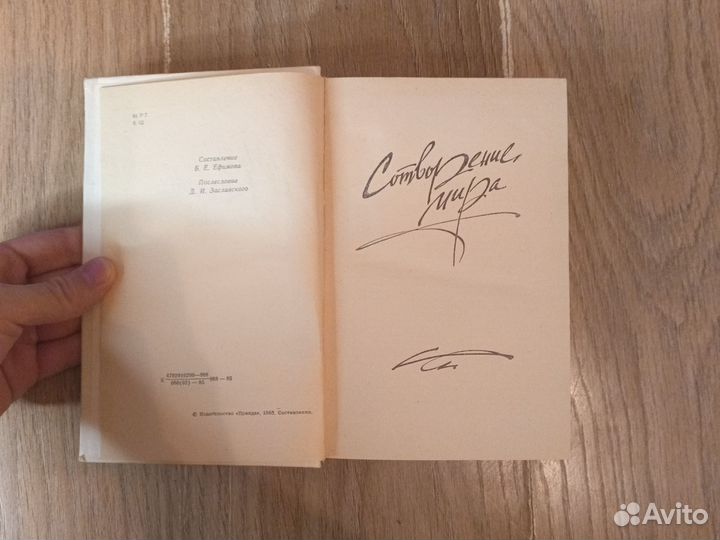 Составление
Б. Е. Ефимова
Послесловие
Д. И. Заславского
© Издательство «Правда», 1985. Составление.
Сотворение
мира
Avito